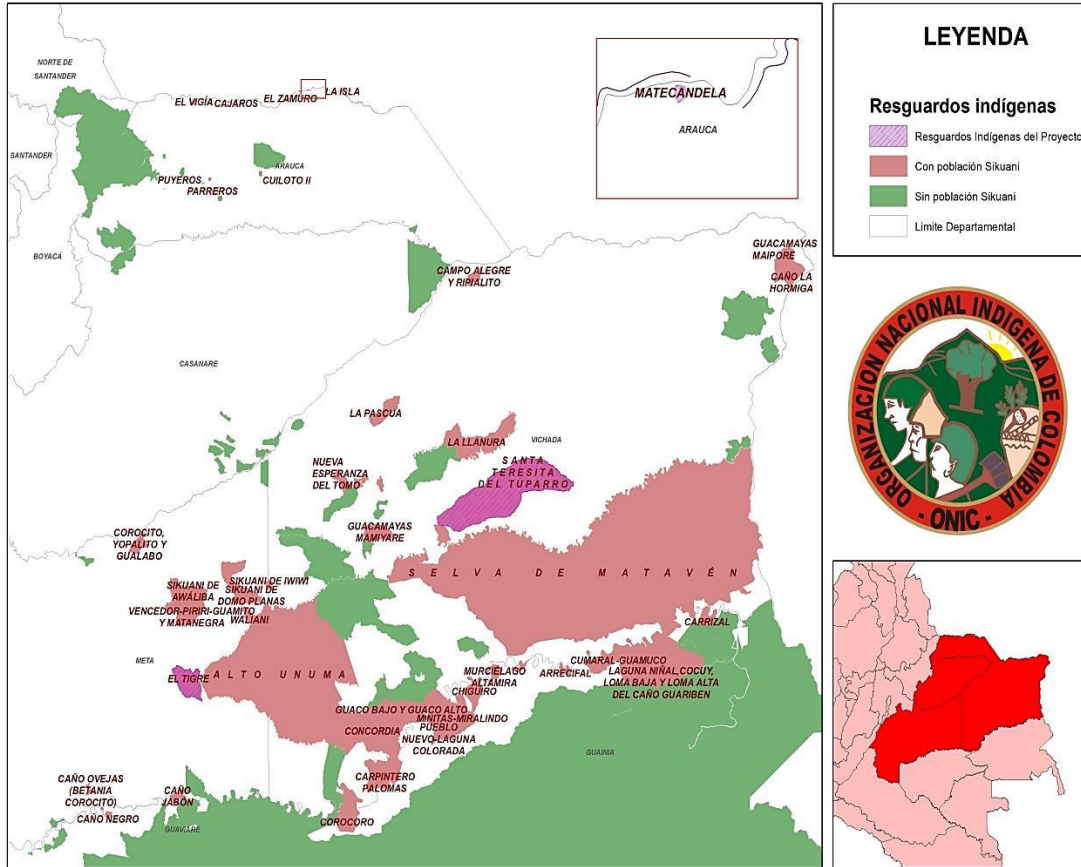 NORTE DE
SANTANDER
EL VIGÍA CAJAROS
EL ZAMURO
LA ISLA
SANTANDER
ARAUCA
PUYEROS
PARREROS
CUILOTO II
BOYACÁ
CAMPO ALEGRE
Y RIPIALITO
GUACAMAYAS
MAIPORE
CAÑO LA
HORMIGA
CASANARE
LA PASCUA
LA LLANURA
VICHADA
SANTA
TERESITA
DEL TUPARRO
NUEVA
ESPERANZA
DEL TOMO
GUACAMAYAS
MAMIYARE
COROCITO,
YOPALITO Y
GUALABO
SELVA DE MATAVÉN
SIKUANI DE
AWALIBA
SIKUANI DE IWIWI
SIKUANI DE
DOMO PLANAS
VENCEDOR-PIRIRI-GUAMITO
Y MATANEGRA
WALIANI
META
EL TIGRE
ALTO UNUMA
CARRIZAL
CUMARAL-GUAMUCO
MURCIÉLAGO
ALTAMIRA
ARRECIFAL
LAGUNA NIÑAL, COCUY,
LOMA BAJA Y LOMA ALTA
DEL CAÑO GUARIBEN
CHIGUIRO
GUACO BAJO Y GUACO ALTO
MINITAS-MIRALINDO
CONCORDIA
PUEBLO
NUEVO-LAGUNA
COLORADA
GUAINIA
CARPINTERO
PALOMAS
CAÑO OVEJAS
(BETANIA
COROCITO)
CAÑO NEGRO
CAÑO
JABÓN
GUAVIARE
COROCORO
MATECANDELA
ARAUCA
LEYENDA
Resguardos indígenas
Resguardos Indígenas del Proyecto
Con población Sikuani
Sin población Sikuani
Limite Departamental
ORGANIZACION NACIONAL INDIGENA DE COLOMBIA
- ONIC -